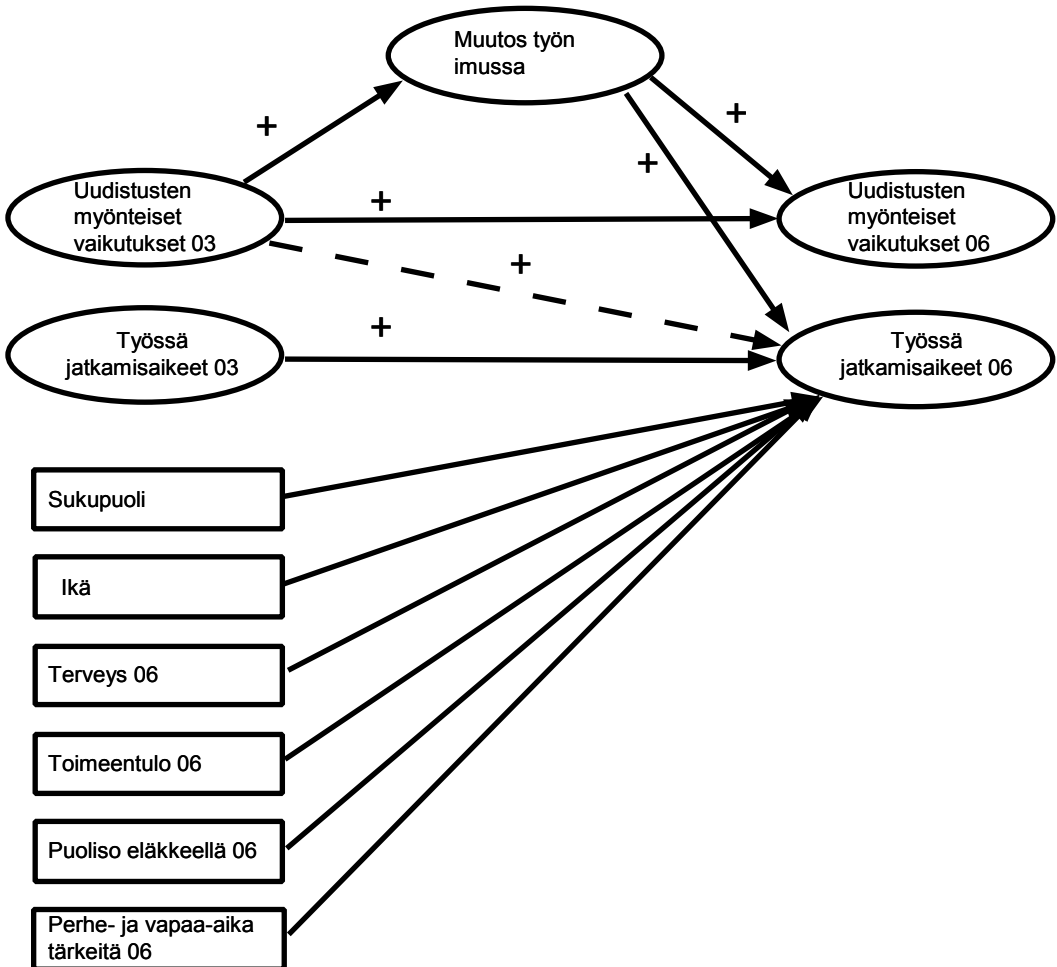 Muutos työn
imussa
+
+
+
Uudistusten
myönteiset
vaikutukset 03
+
Uudistusten
myönteiset
vaikutukset 06
+
Työssä
jatkamisaikeet 03
+
Työssä
jatkamisaikeet 06
Sukupuoli
Ikä
Terveys 06
Toimeentulo 06
Puoliso eläkkeellä 06
Perhe- ja vapaa-aika
tärkeitä 06